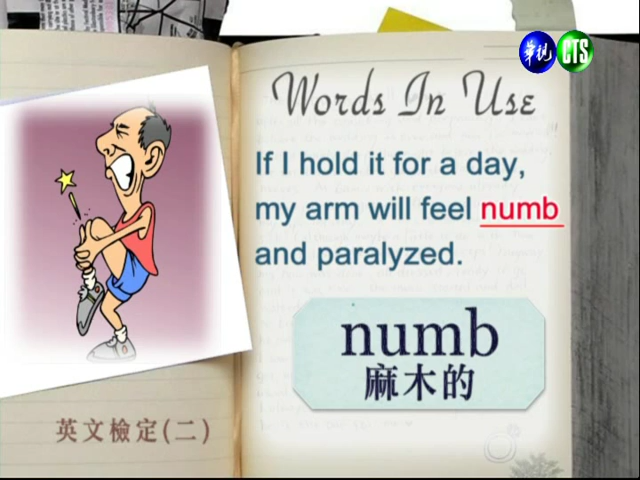 華視 CTS
Words In Use
If I hold it for a day,
my arm will feel numb
and paralyzed.
numb
麻木的
英文檢定(二)